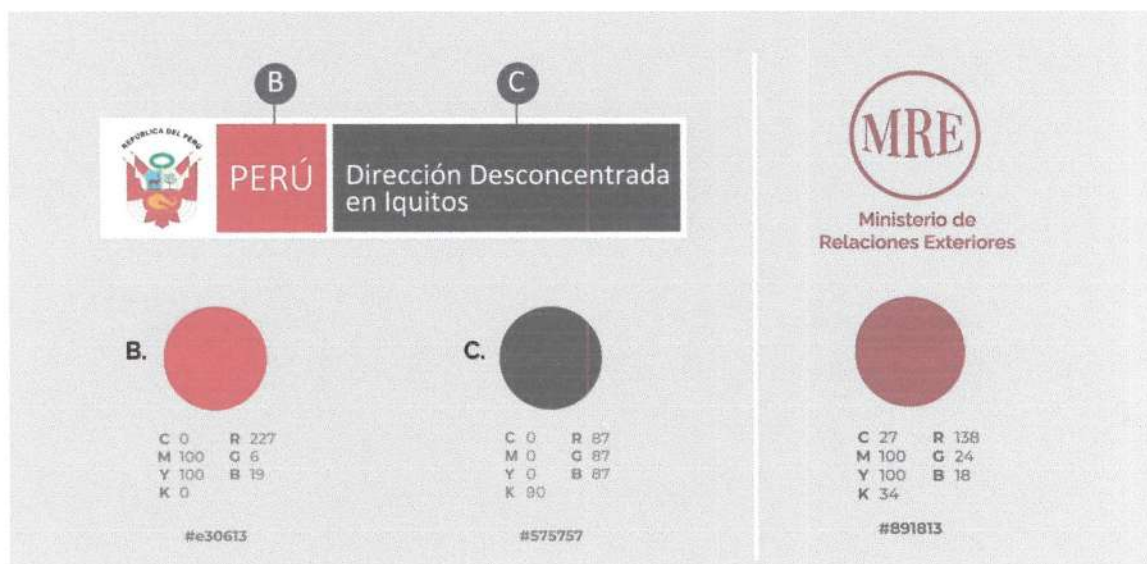 B
C
REPÚBLICA DEL PERÚ
PERÚ
Dirección Desconcentrada
en Iquitos
MRE
Ministerio de
Relaciones Exteriores
B.
C 0 R 227
M 100 G 6
Y 100 B 19
K 0
#e30613
C.
C 0 R 87
M 0 G 87
Y 0 B 87
K 90
#575757
C 27 R 138
M 100 G 24
Y 100 B 18
K 34
#891813